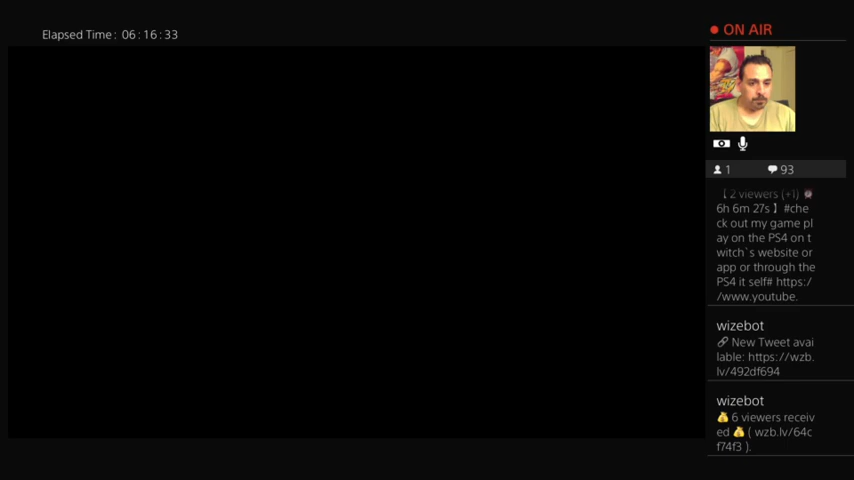 Elapsed Time: 06:16:33
ON AIR
1 93
【2 viewers (+1) ⏰
6h 6m 27s 】#che
ck out my game pl
ay on the PS4 on t
witch`s website or
app or through the
PS4 it self# https:/
/www.youtube.
wizebot
🔗 New Tweet avai
lable: https://wzb.
lv/492df694
wizebot
💰 6 viewers receiv
ed 💰 ( wzb.lv/64c
f74f3 ).